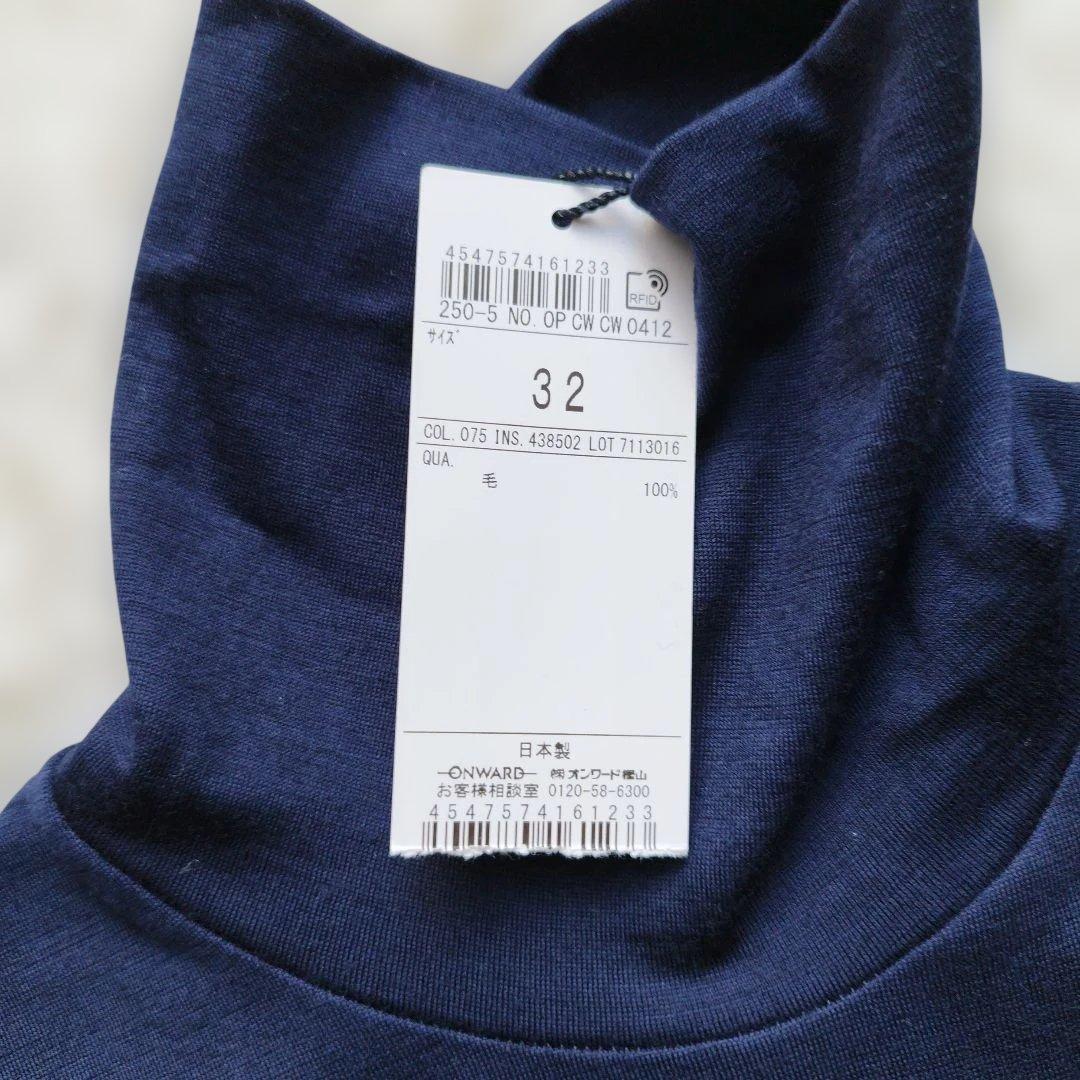 4547574161233
RFID
250-5 NO. OP CW CW 0412
サイズ
32
COL. 075 INS. 438502 LOT 7113016
QUA.
毛 100%
日本製
ONWARD ㈱オンワード樫山
お客様相談室 0120-58-6300
4547574161233